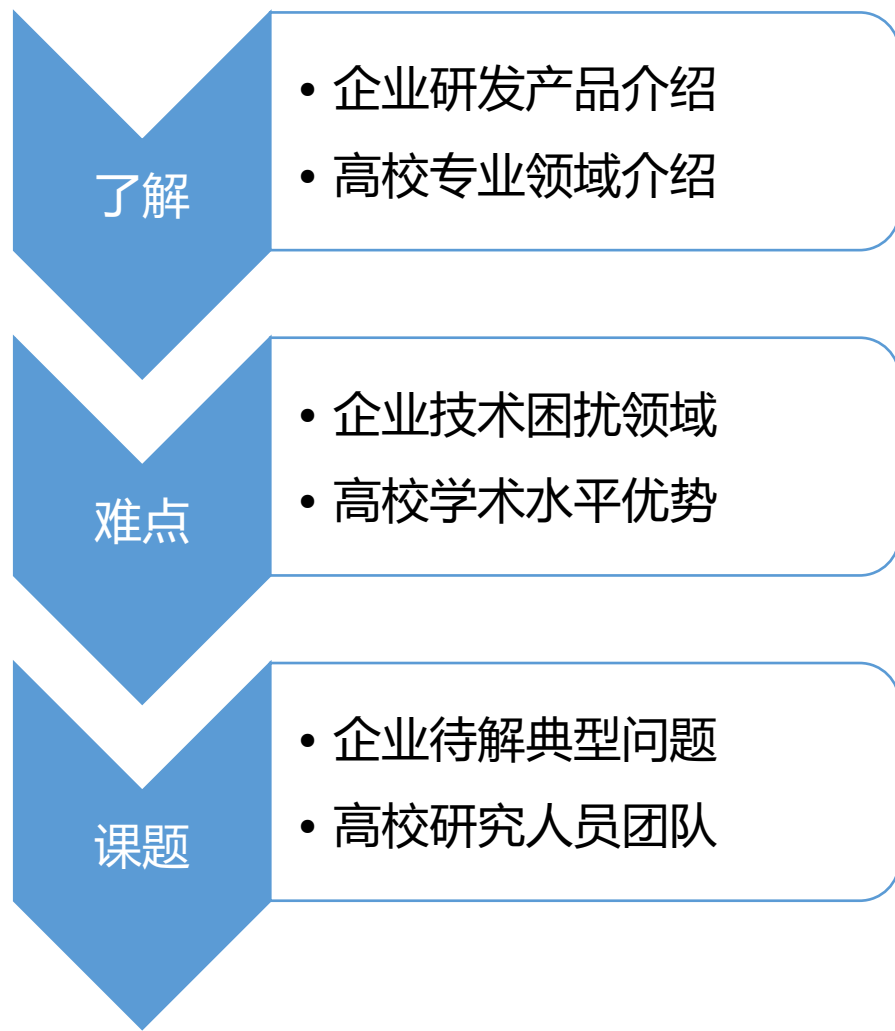 了解
• 企业研发产品介绍
• 高校专业领域介绍
难点
• 企业技术困扰领域
• 高校学术水平优势
课题
• 企业待解典型问题
• 高校研究人员团队